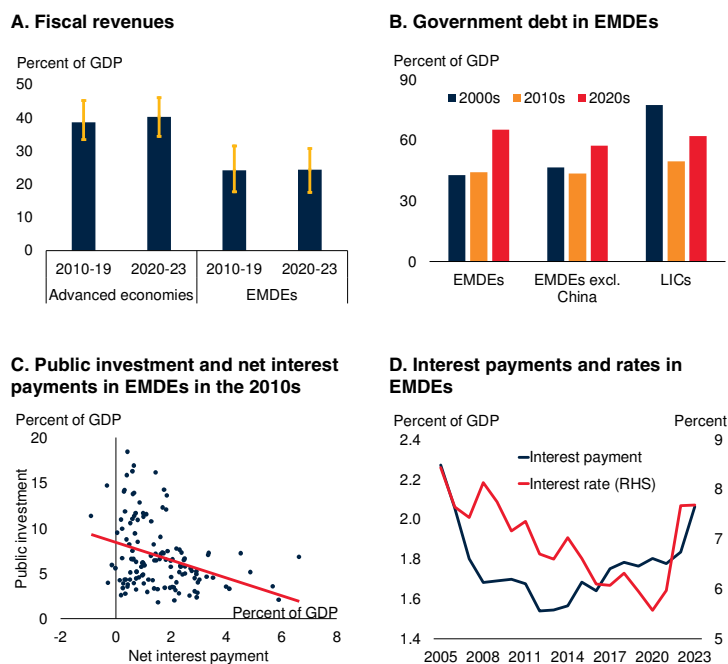 A. Fiscal revenues
Percent of GDP
50
40
30
20
10
0
2010-19 2020-23 2010-19 2020-23
Advanced economies EMDEs
B. Government debt in EMDEs
Percent of GDP
90
60
30
0
2000s 2010s 2020s
EMDEs EMDEs excl. LICs
China
C. Public investment and net interest
payments in EMDEs in the 2010s
Percent of GDP
20
15
10
5
0
Public investment
Percent of GDP
-2 0 2 4 6 8
Net interest payment
D. Interest payments and rates in
EMDEs
Percent of GDP Percent
2.4 9
2.2 8
2.0 7
1.8
1.6 6
1.4 5
Interest payment
Interest rate (RHS)
2005 2008 2011 2014 2017 2020 2023